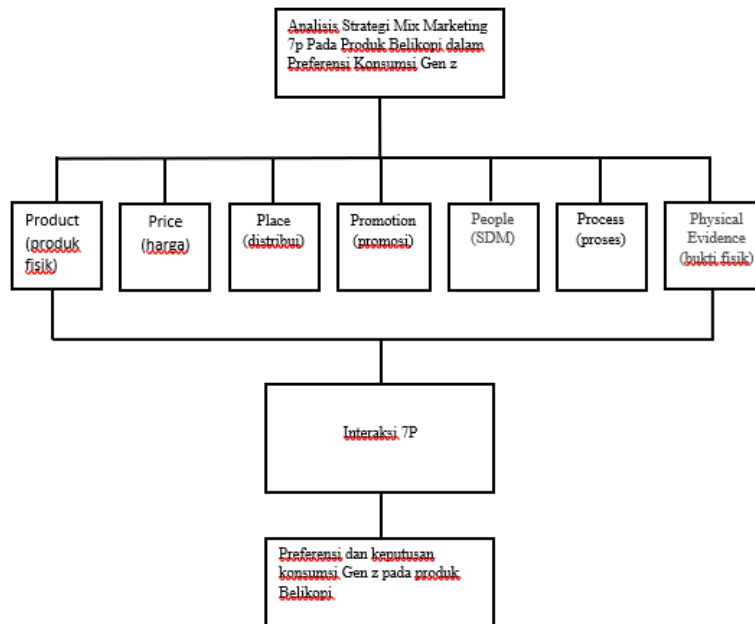 Analisis Strategi Mix Marketing
7p Pada Produk Belikopi dalam
Preferensi Konsumsi Gen z
Product
(produk
fisik)
Price
(harga)
Place
(distribui)
Promotion
(promosi)
People
(SDM)
Process
(proses)
Physical
Evidence
(bukti fisik)
Interaksi 7P
Preferensi dan keputusan
konsumsi Gen z pada produk
Belikopi